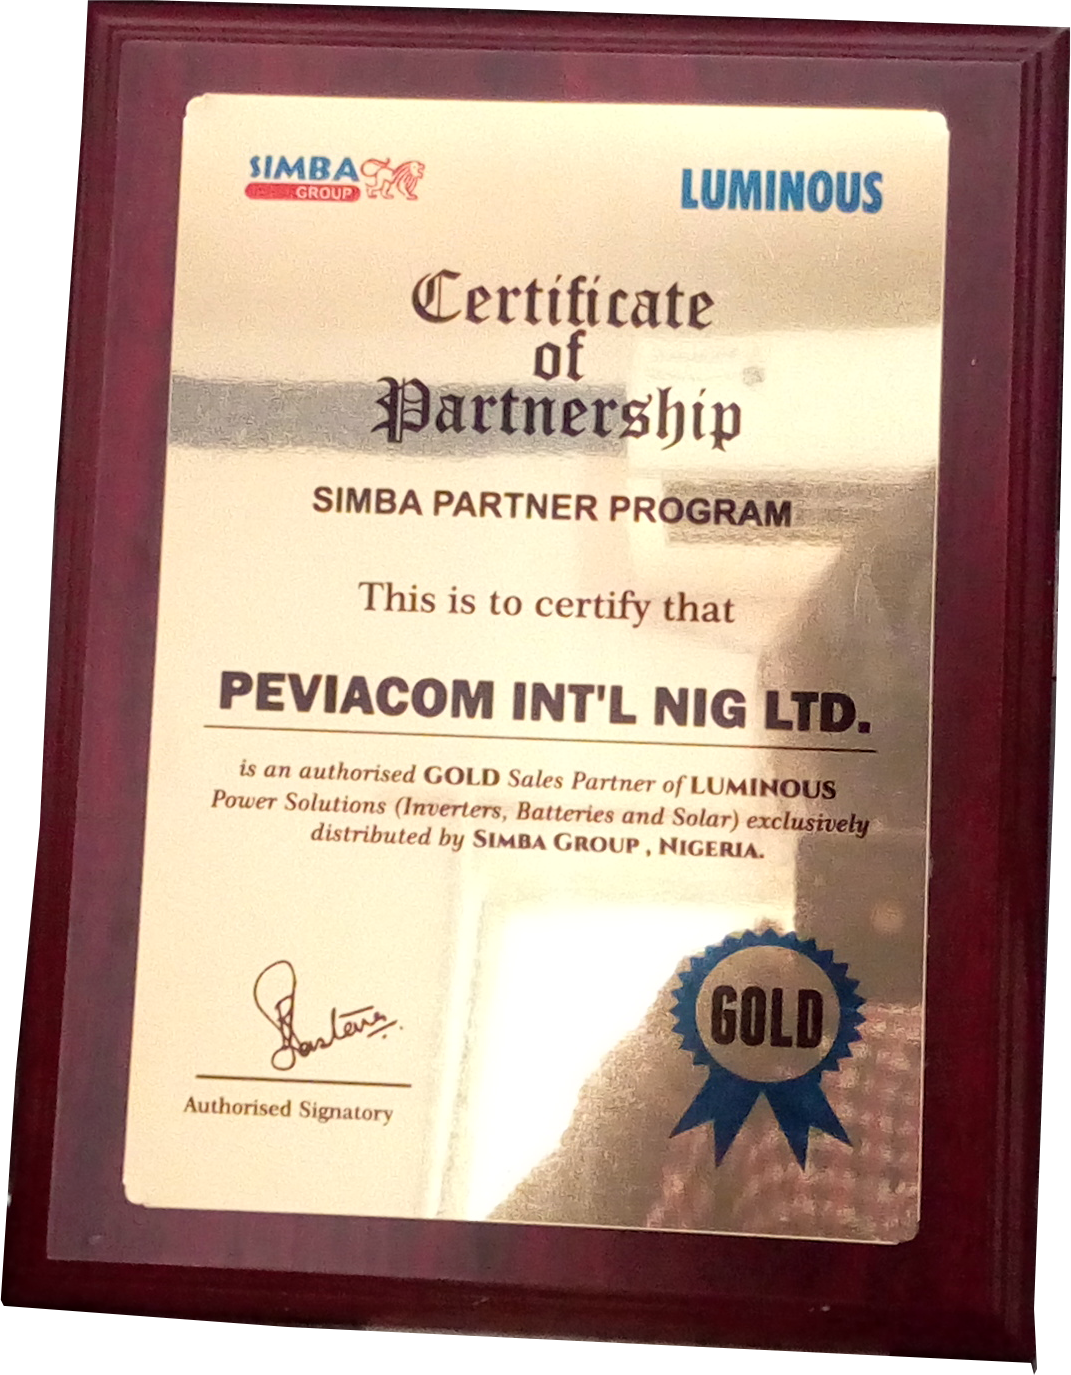 SIMBA
GROUP
LUMINOUS
Certificate
of
Partnership
SIMBA PARTNER PROGRAM
This is to certify that
PEVIACOM INT'L NIG LTD.
is an authorised GOLD Sales Partner of LUMINOUS
Power Solutions (Inverters, Batteries and Solar) exclusively
distributed by SIMBA GROUP , NIGERIA.
GOLD
Authorised Signatory